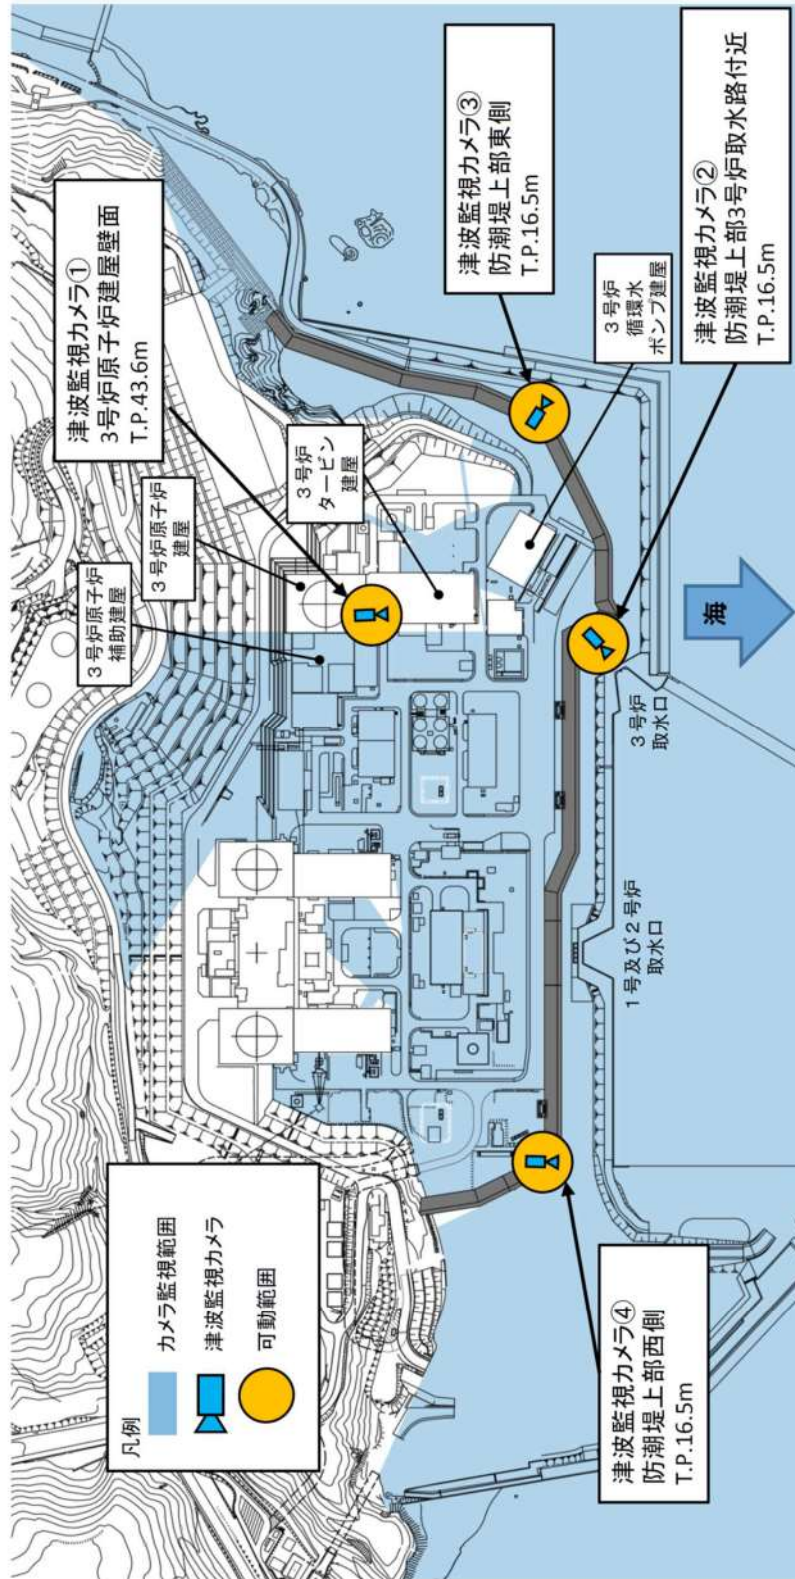 凡例
カメラ監視範囲
津波監視カメラ
可動範囲
3号炉原子炉
補助建屋
3号炉原子炉
建屋
津波監視カメラ①
3号炉原子炉建屋壁面
T.P.43.6m
3号炉
タービン
建屋
津波監視カメラ③
防潮堤上部東側
T.P.16.5m
3号炉
循環水
ポンプ建屋
津波監視カメラ②
防潮堤上部3号炉取水路付近
T.P.16.5m
海
3号炉
取水口
1号及び2号炉
取水口
津波監視カメラ④
防潮堤上部西側
T.P.16.5m